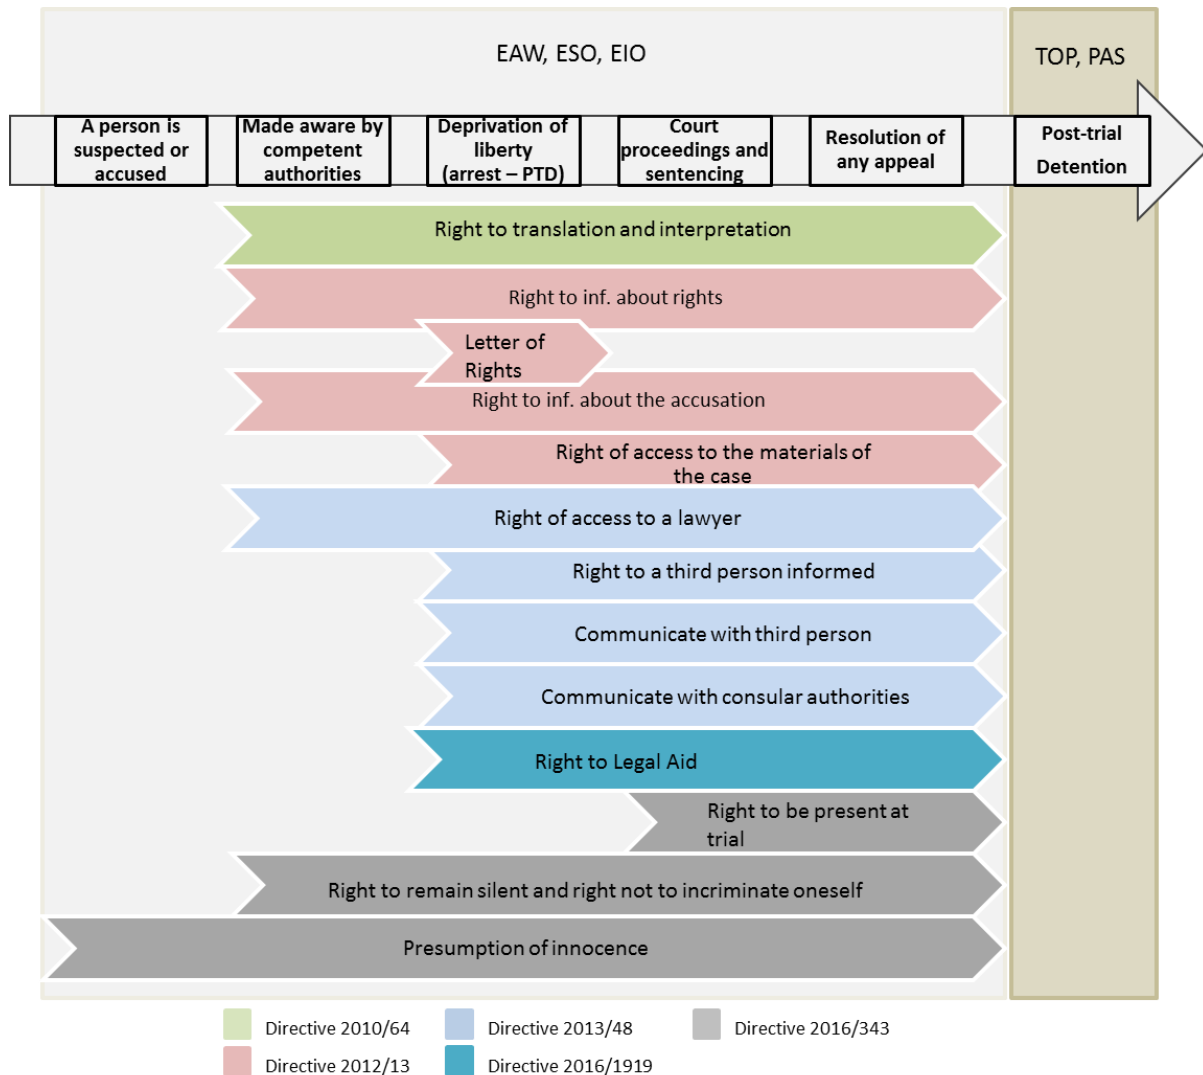 EAW, ESO, EIO
TOP, PAS
A person is
suspected or
accused
Made aware by
competent
authorities
Deprivation of
liberty
(arrest – PTD)
Court
proceedings and
sentencing
Resolution of
any appeal
Post-trial
Detention
Right to translation and interpretation
Right to inf. about rights
Letter of
Rights
Right to inf. about the accusation
Right of access to the materials of
the case
Right of access to a lawyer
Right to a third person informed
Communicate with third person
Communicate with consular authorities
Right to Legal Aid
Right to be present at
trial
Right to remain silent and right not to incriminate oneself
Presumption of innocence
Directive 2010/64
Directive 2013/48
Directive 2016/343
Directive 2012/13
Directive 2016/1919